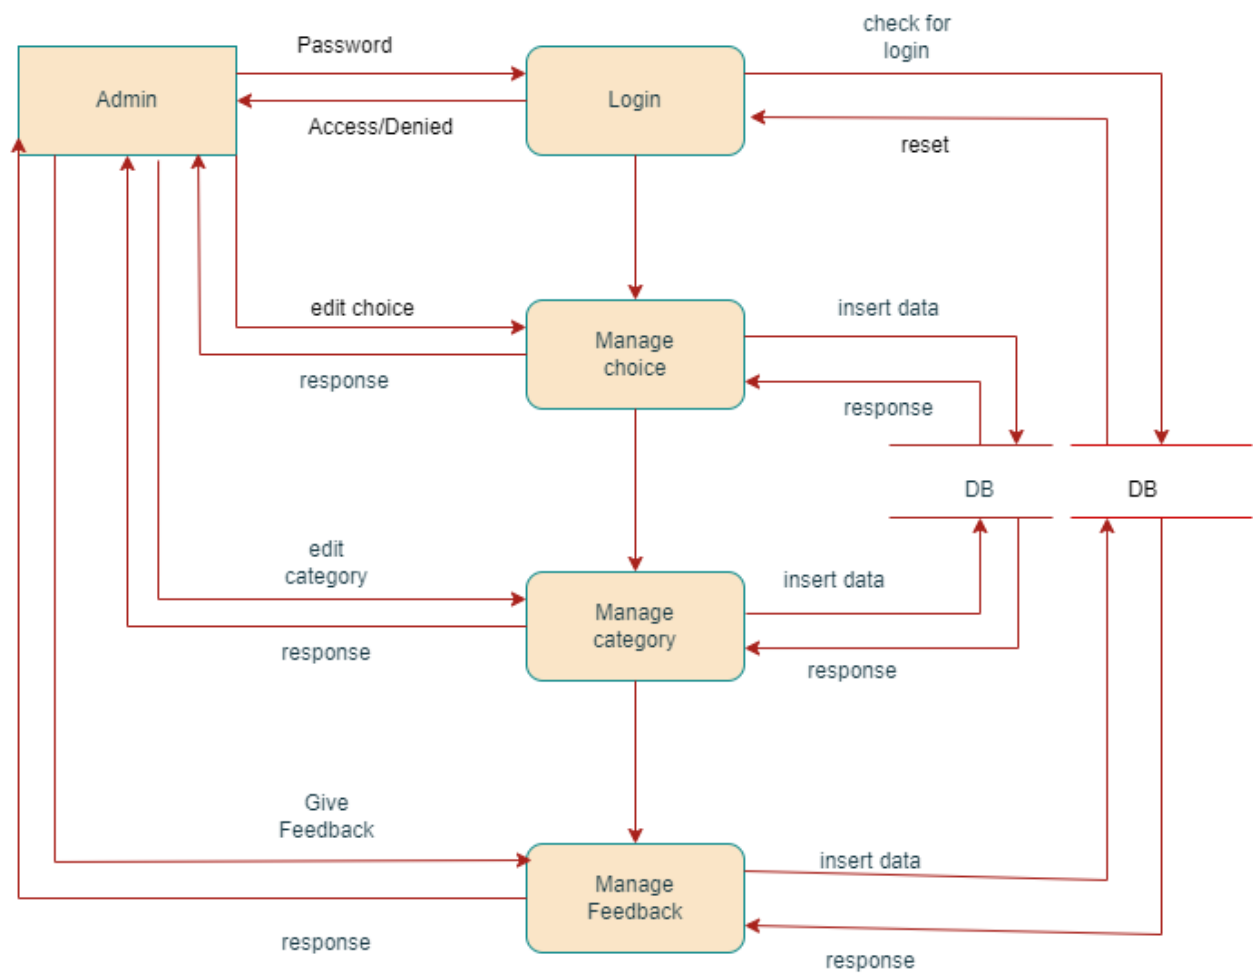 check for
login
Password
Admin
Login
Access/Denied
reset
edit choice
insert data
Manage
choice
response
response
DB
DB
edit
category
insert data
Manage
category
response
response
Give
Feedback
insert data
Manage
Feedback
response
response